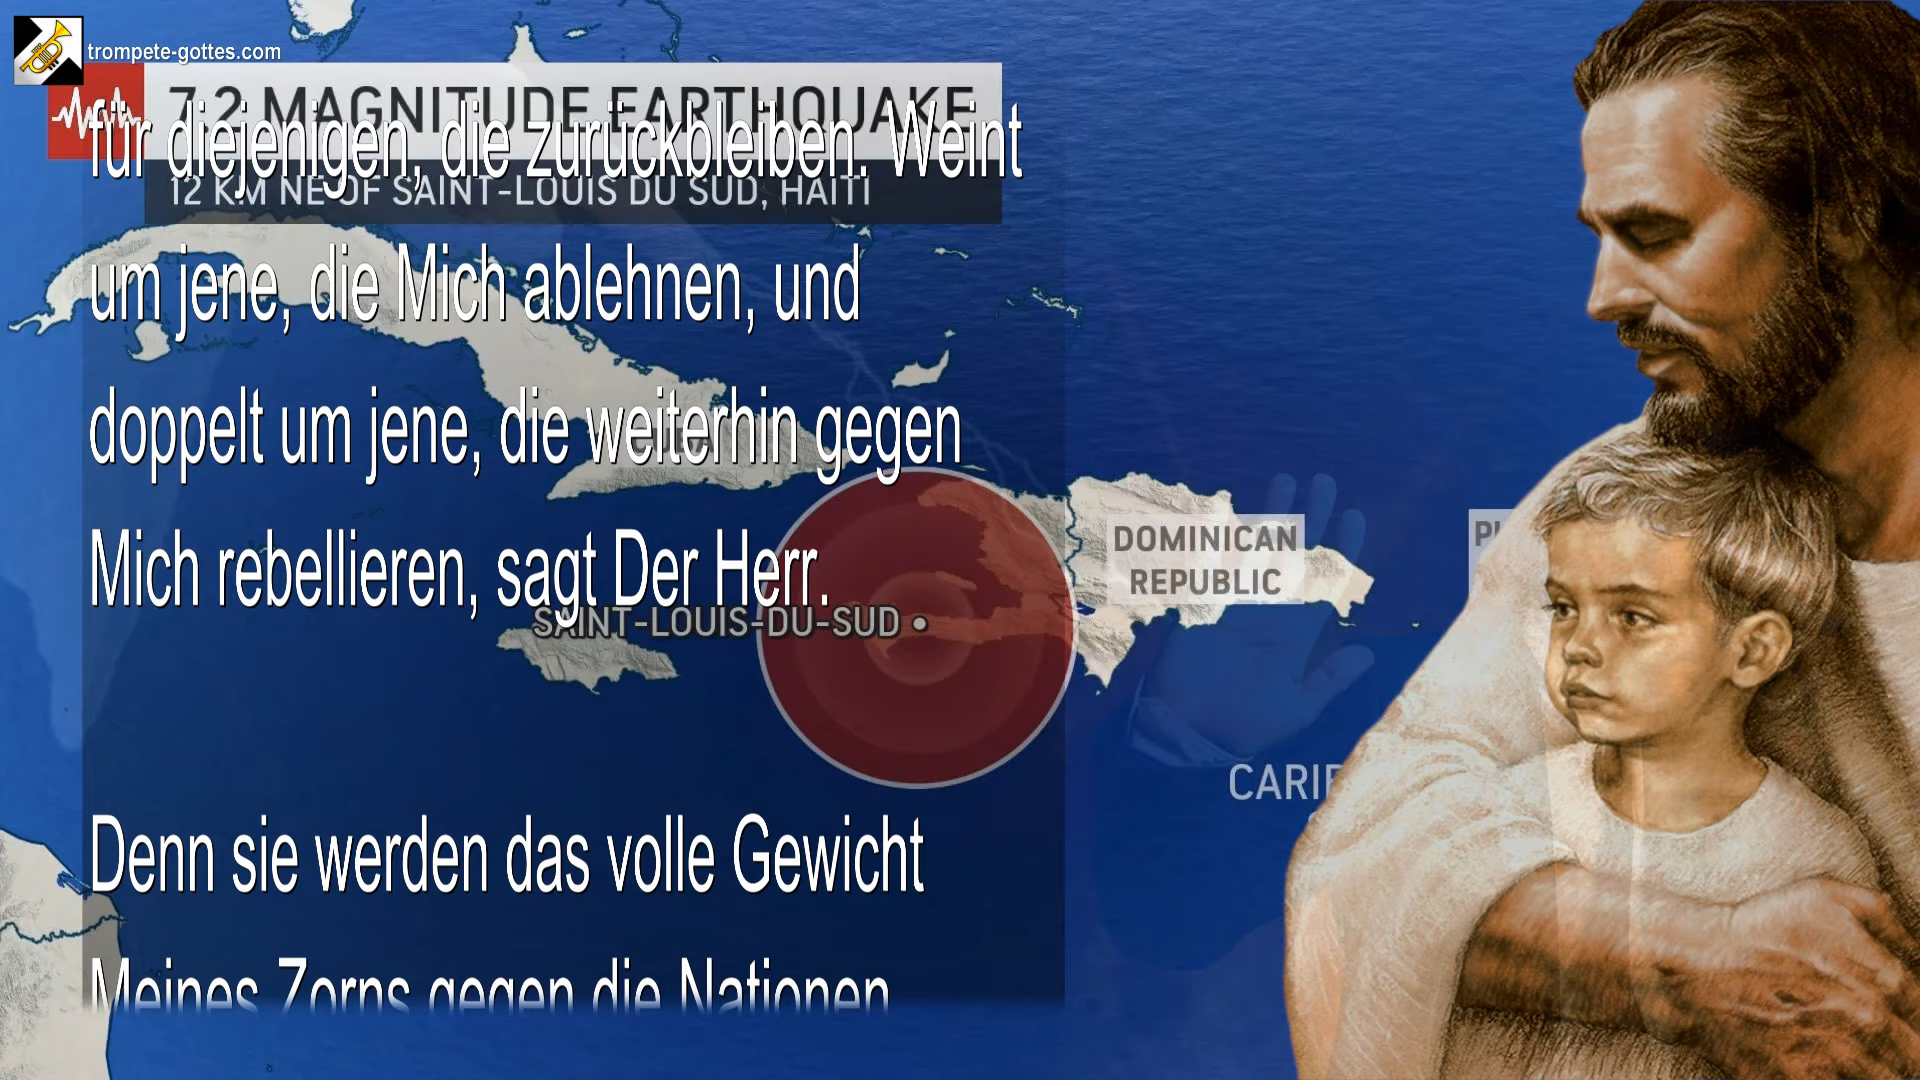 trompete-gottes.com
7.2 MAGNITUDE EARTHQUAKE
12 KM NE OF SAINT-LOUIS DU SUD, HAITI
für diejenigen, die zurückbleiben. Weint
um jene, die Mich ablehnen, und
doppelt um jene, die weiterhin gegen
Mich rebellieren, sagt Der Herr.
Denn sie werden das volle Gewicht
Meines Zorns gegen die Nationen
CUBA
SAINT-LOUIS-DU-SUD
DOMINICAN
REPUBLIC